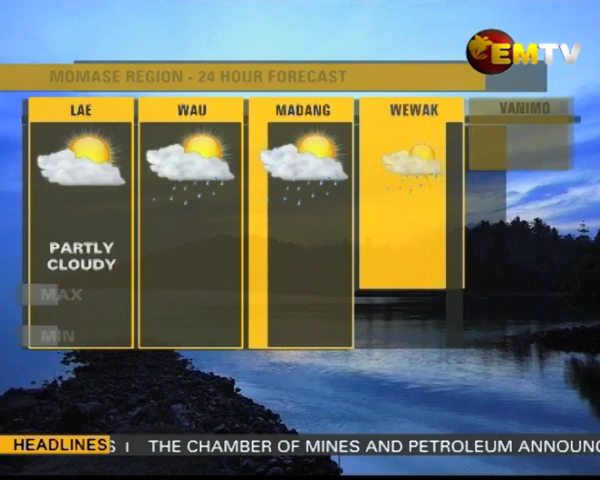 EMTV
MOMASE REGION - 24 HOUR FORECAST
LAE
WAU
MADANG
WEWAK
VANIMO
PARTLY
CLOUDY
MAX
MIN
HEADLINES S I THE CHAMBER OF MINES AND PETROLEUM ANNOUNC